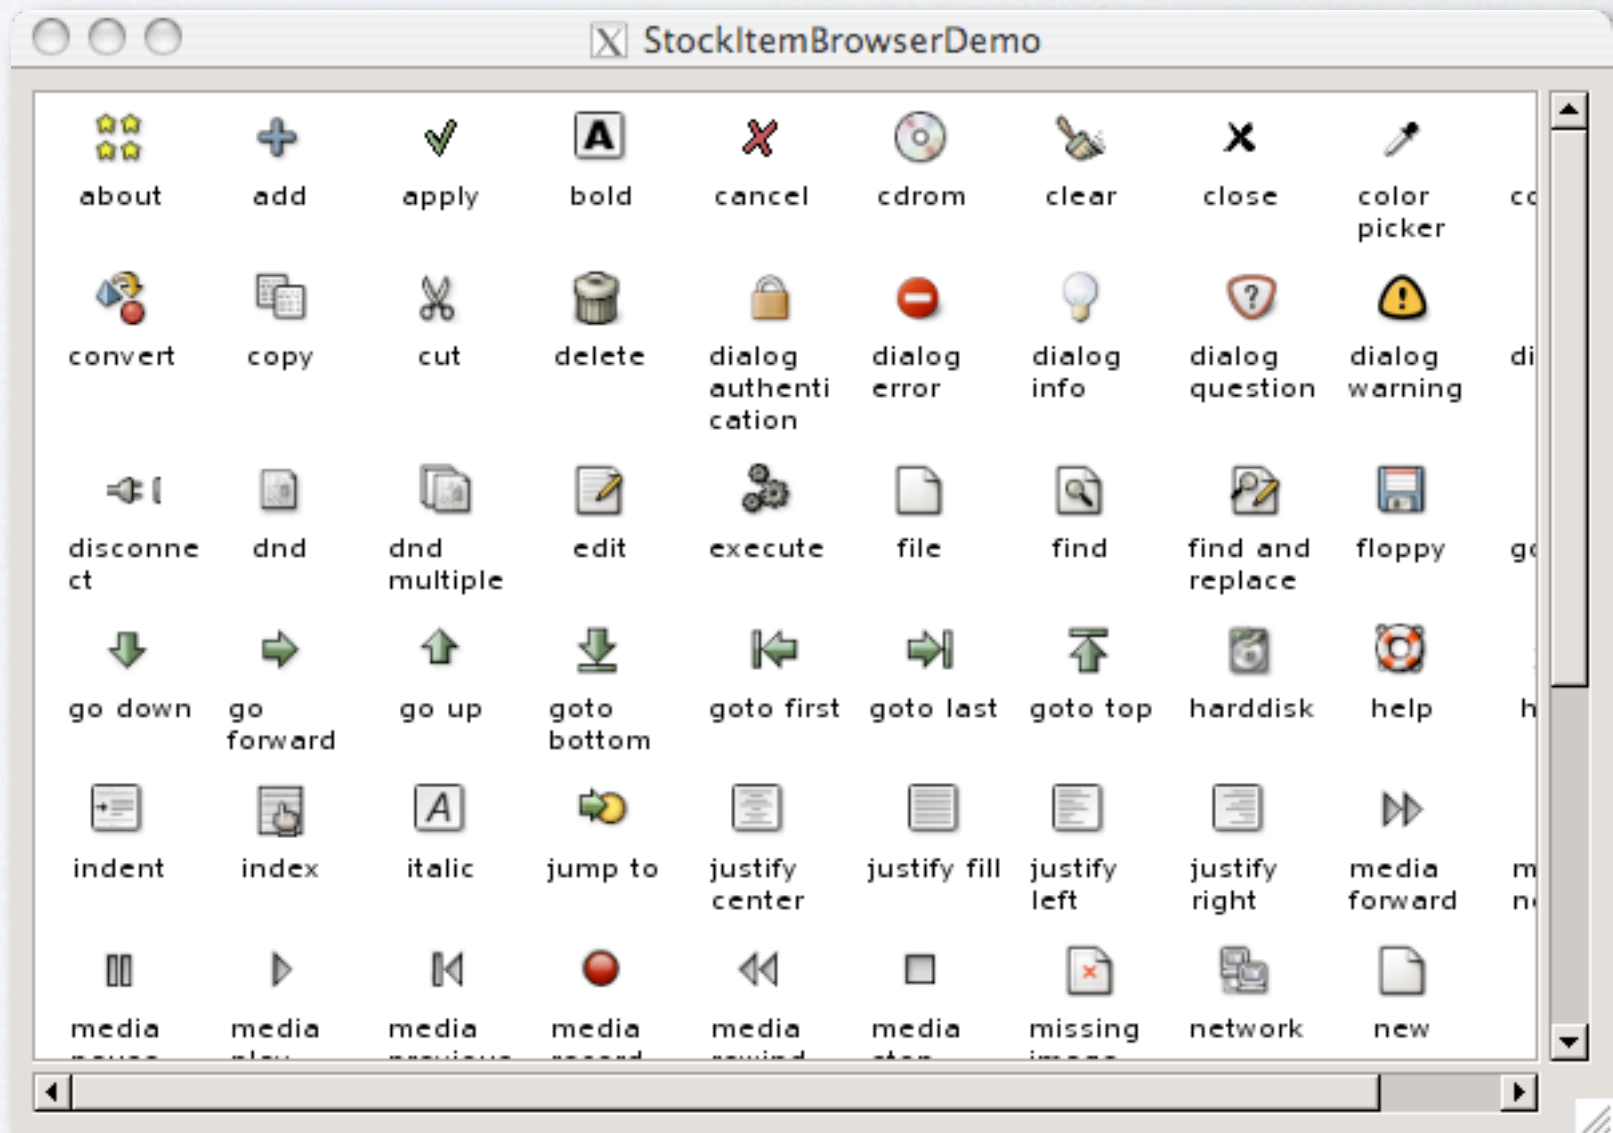 StockItemBrowserDemo
about add apply bold cancel cdrom clear close color picker
convert copy cut delete dialog authenti cation dialog error dialog info dialog question dialog warning
disconne ct dnd dnd multiple edit execute file find find and replace floppy
go down go forward go up goto bottom goto first goto last goto top harddisk help
indent index italic jump to justify center justify fill justify left justify right media forward
media media media media media media missing network new